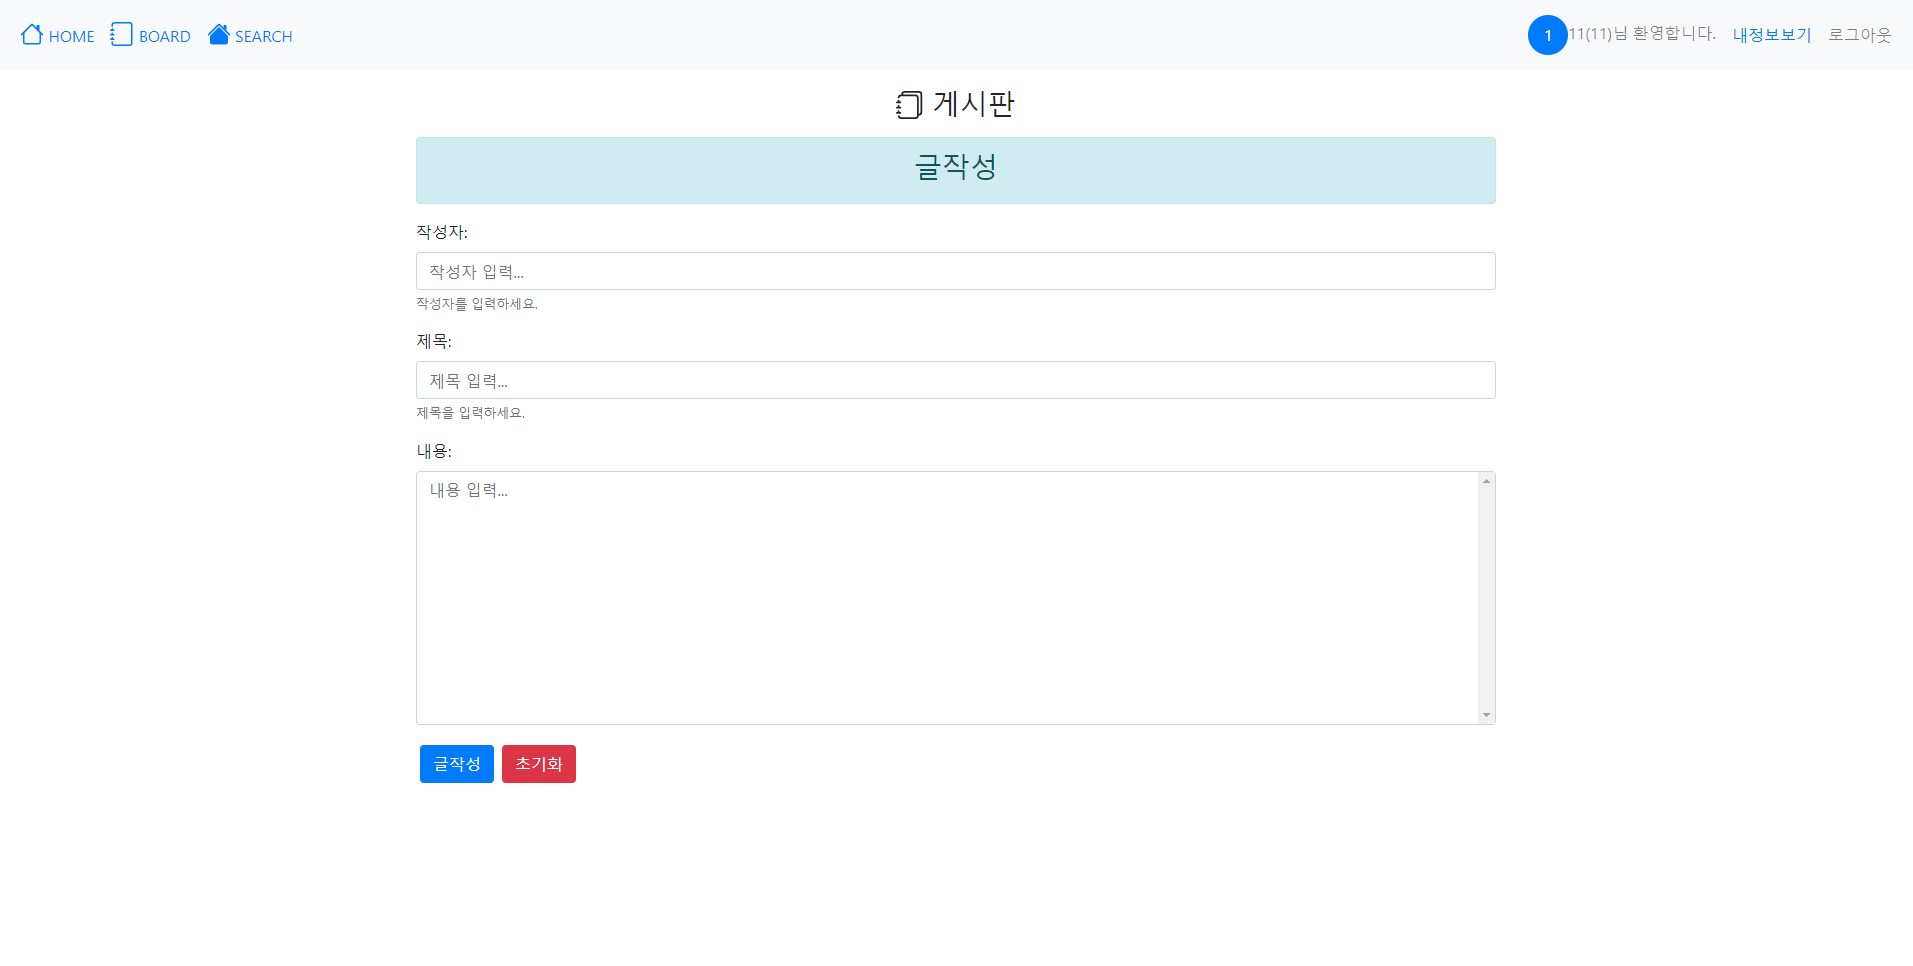 HOME BOARD SEARCH 1 11(11)님 환영합니다. 내정보보기 로그아웃
게시판
글작성
작성자:
작성자 입력...
작성자를 입력하세요.
제목:
제목 입력...
제목을 입력하세요.
내용:
내용 입력...
글작성 초기화